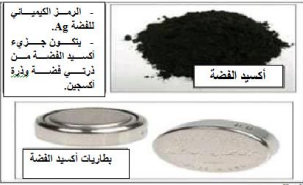 - الرمز الكيميائي
للفضة Ag.
- يتكون جزيء
أكسيد الفضة من
ذرتي فضة وذرة
أكسجين.
أكسيد الفضة
بطاريات أكسيد الفضة